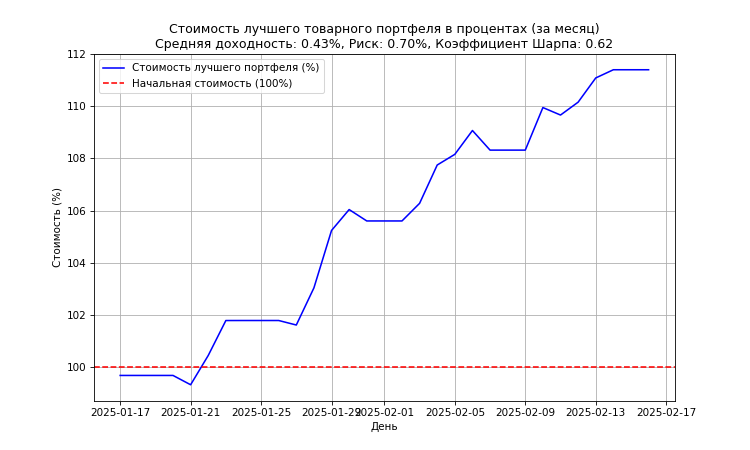 Стоимость лучшего товарного портфеля в процентах (за месяц)
Средняя доходность: 0.43%, Риск: 0.70%, Коэффициент Шарпа: 0.62
Стоимость лучшего портфеля (%)
Начальная стоимость (100%)
Стоимость (%)
112
110
108
106
104
102
100
2025-01-17 2025-01-21 2025-01-25 2025-01-29 2025-02-01 2025-02-05 2025-02-09 2025-02-13 2025-02-17
День